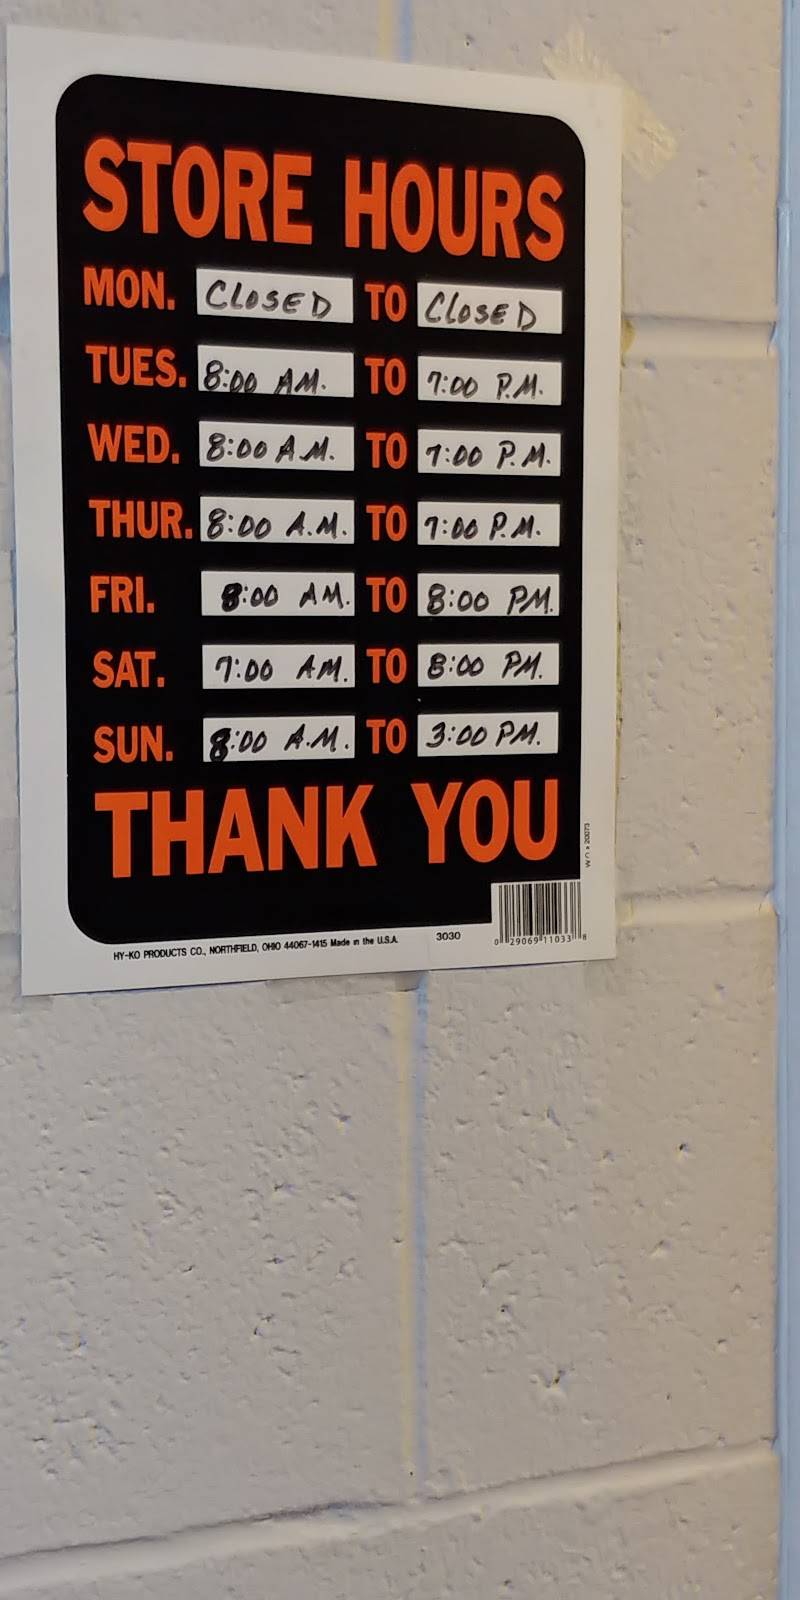 STORE HOURS
MON. CLOSED TO CLOSED
TUES. 8:00 AM. TO 7:00 P.M.
WED. 8:00 A.M. TO 7:00 P.M.
THUR. 8:00 A.M. TO 7:00 P.M.
FRI. 8:00 AM. TO 8:00 PM.
SAT. 7:00 AM. TO 8:00 PM.
SUN. 8:00 A.M. TO 3:00 PM.
THANK YOU
HY-KO PRODUCTS CO., NORTHFIELD, OHIO 44067-1415 Made in the U.S.A. 3030
0 29069 11033 8